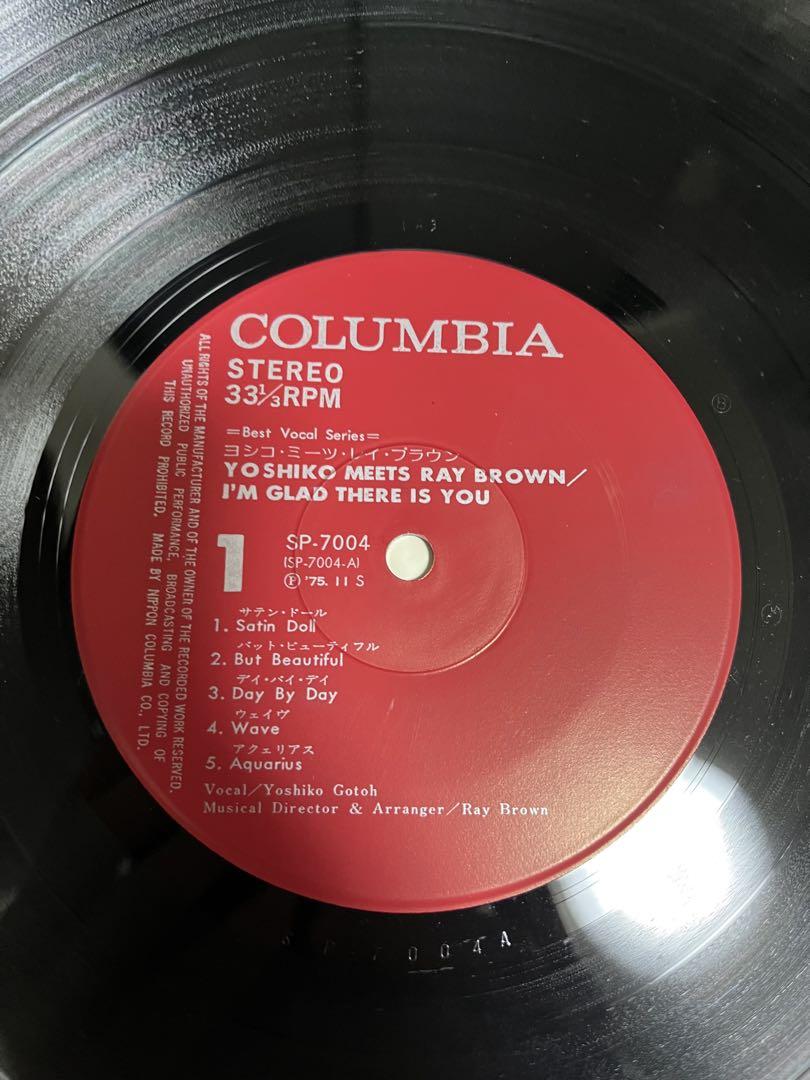 COLUMBIA
STEREO
33⅓RPM
=Best Vocal Series=
ヨシコ・ミーツ・レイ・ブラウン
YOSHIKO MEETS RAY BROWN/
I'M GLAD THERE IS YOU
1
SP-7004
(SP-7004-A)
Ⓟ'75.11 S
サテン・ドール
1. Satin Doll
バット・ビューティフル
2. But Beautiful
デイ・バイ・デイ
3. Day By Day
ウェイヴ
4. Wave
アクェリアス
5. Aquarius
Vocal/Yoshiko Gotoh
Musical Director & Arranger/Ray Brown
ALL RIGHTS OF THE MANUFACTURER AND OF THE OWNER OF THE RECORDED WORK RESERVED.
UNAUTHORIZED PUBLIC PERFORMANCE, BROADCASTING AND COPYING OF
THIS RECORD PROHIBITED. MADE BY NIPPON COLUMBIA CO., LTD.
SP-7004A